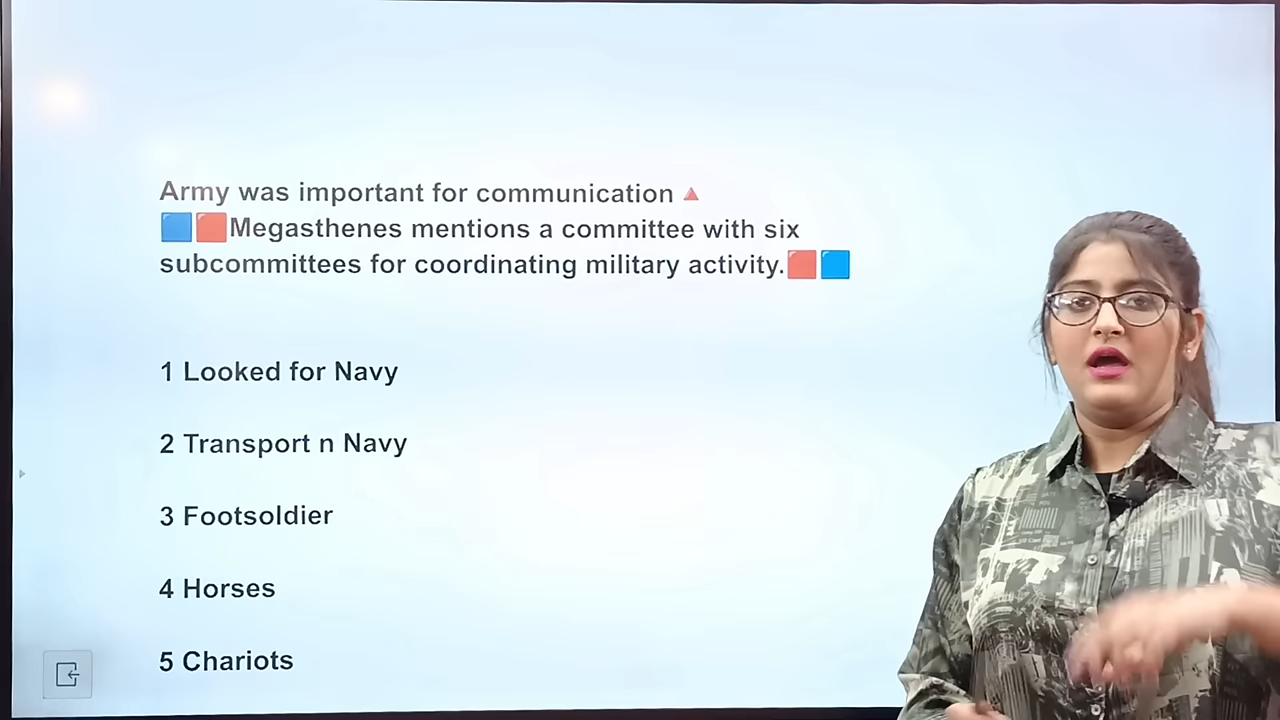 Army was important for communication 🔺
🟦🟥Megasthenes mentions a committee with six
subcommittees for coordinating military activity.🟥🟦
1 Looked for Navy
2 Transport n Navy
3 Footsoldier
4 Horses
5 Chariots